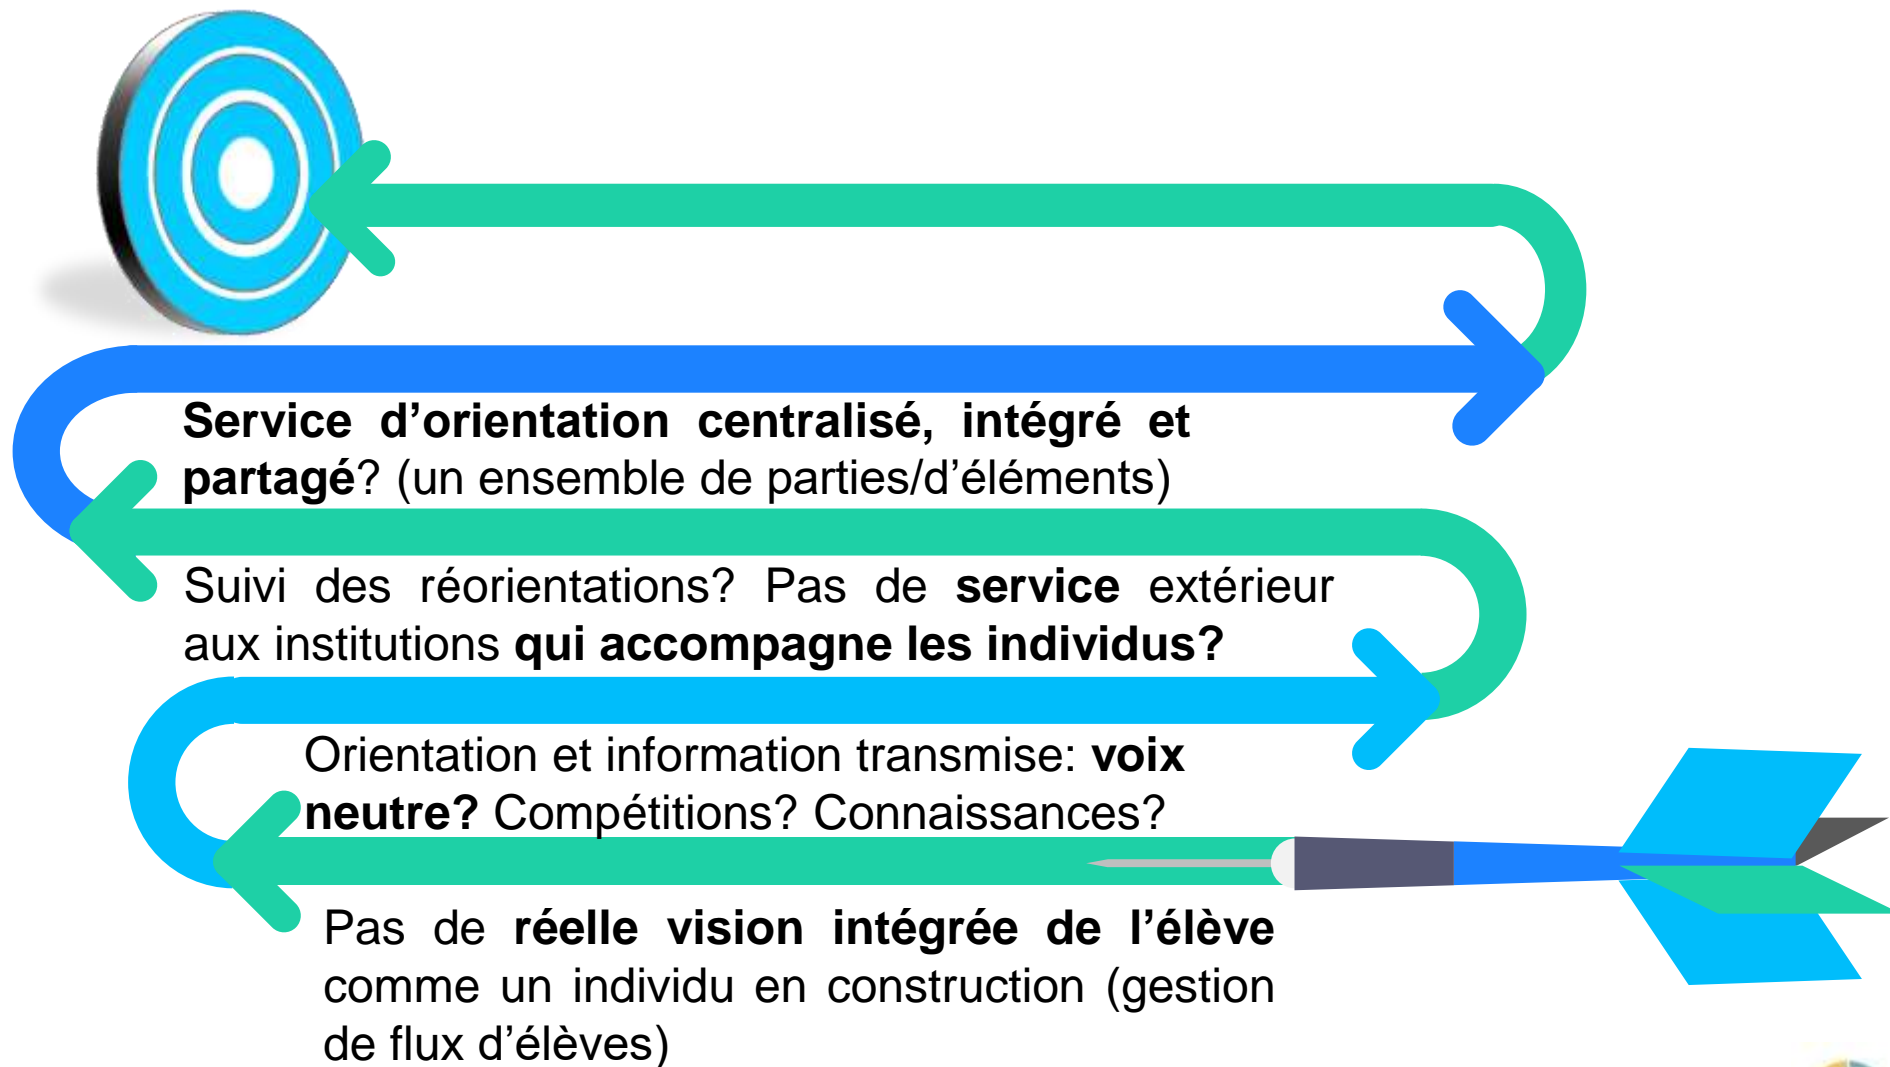 Service d’orientation centralisé, intégré et
partagé? (un ensemble de parties/d’éléments)
Suivi des réorientations? Pas de service extérieur
aux institutions qui accompagne les individus?
Orientation et information transmise: voix
neutre? Compétitions? Connaissances?
Pas de réelle vision intégrée de l’élève
comme un individu en construction (gestion
de flux d’élèves)